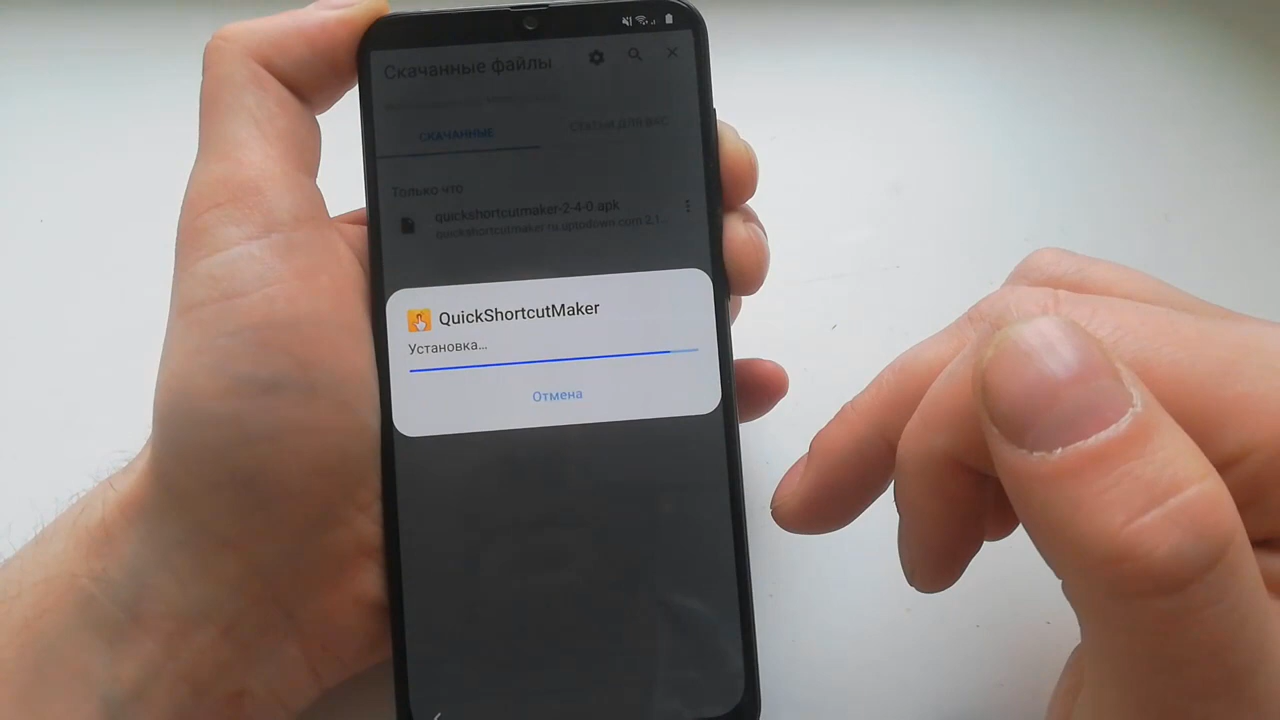 Скачанные файлы
СКАЧАННЫЕ
СТАТЬИ ДЛЯ ВАС
Только что
quickshortcutmaker-2-4-0.apk
quickshortcutmaker.ru.uptodown.com 2,1...
QuickShortcutMaker
Установка...
Отмена